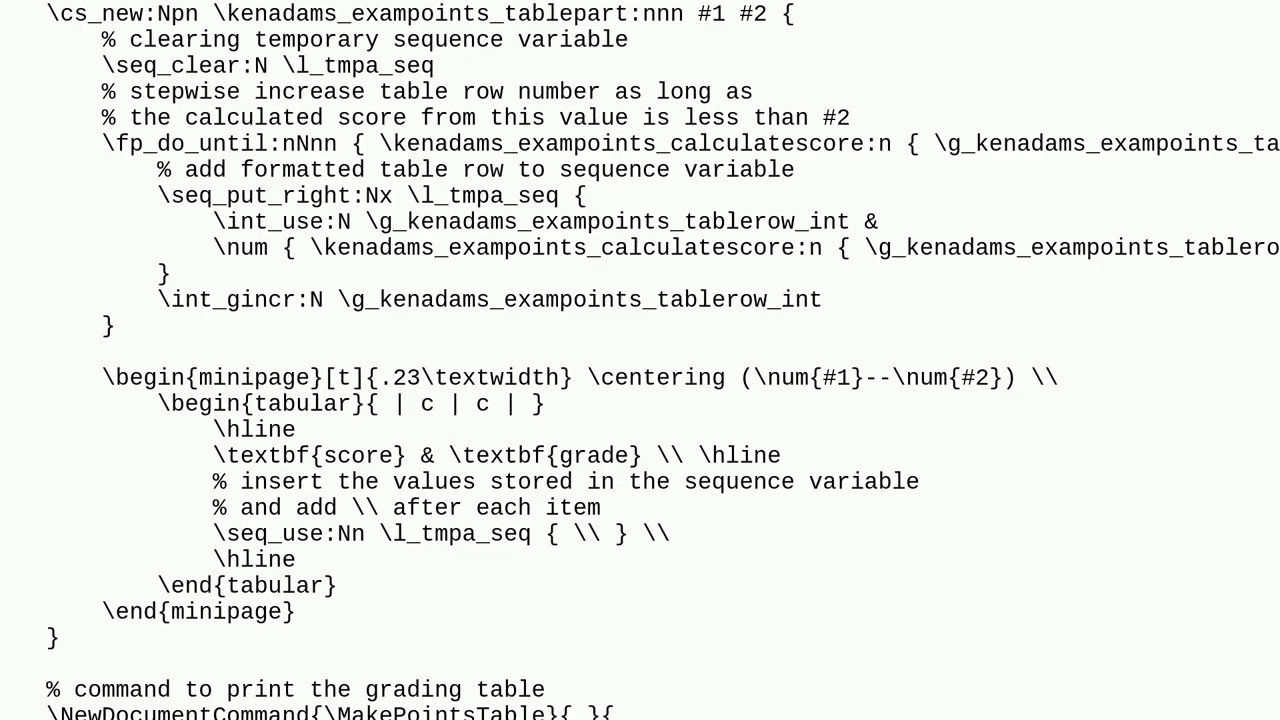 \cs_new:Npn \kenadams_exampoints_tablepart:nnn #1 #2 {
    % clearing temporary sequence variable
    \seq_clear:N \l_tmpa_seq
    % stepwise increase table row number as long as
    % the calculated score from this value is less than #2
    \fp_do_until:nNnn { \kenadams_exampoints_calculatescore:n { \g_kenadams_exampoints_ta
        % add formatted table row to sequence variable
        \seq_put_right:Nx \l_tmpa_seq {
            \int_use:N \g_kenadams_exampoints_tablerow_int &
            \num { \kenadams_exampoints_calculatescore:n { \g_kenadams_exampoints_tablero
        }
        \int_gincr:N \g_kenadams_exampoints_tablerow_int
    }

    \begin{minipage}[t]{.23\textwidth} \centering (\num{#1}--\num{#2}) \\
        \begin{tabular}{ | c | c | }
            \hline
            \textbf{score} & \textbf{grade} \\ \hline
            % insert the values stored in the sequence variable
            % and add \\ after each item
            \seq_use:Nn \l_tmpa_seq { \\ } \\
            \hline
        \end{tabular}
    \end{minipage}
}

% command to print the grading table
\NewDocumentCommand{\MakePointsTable}{ }{